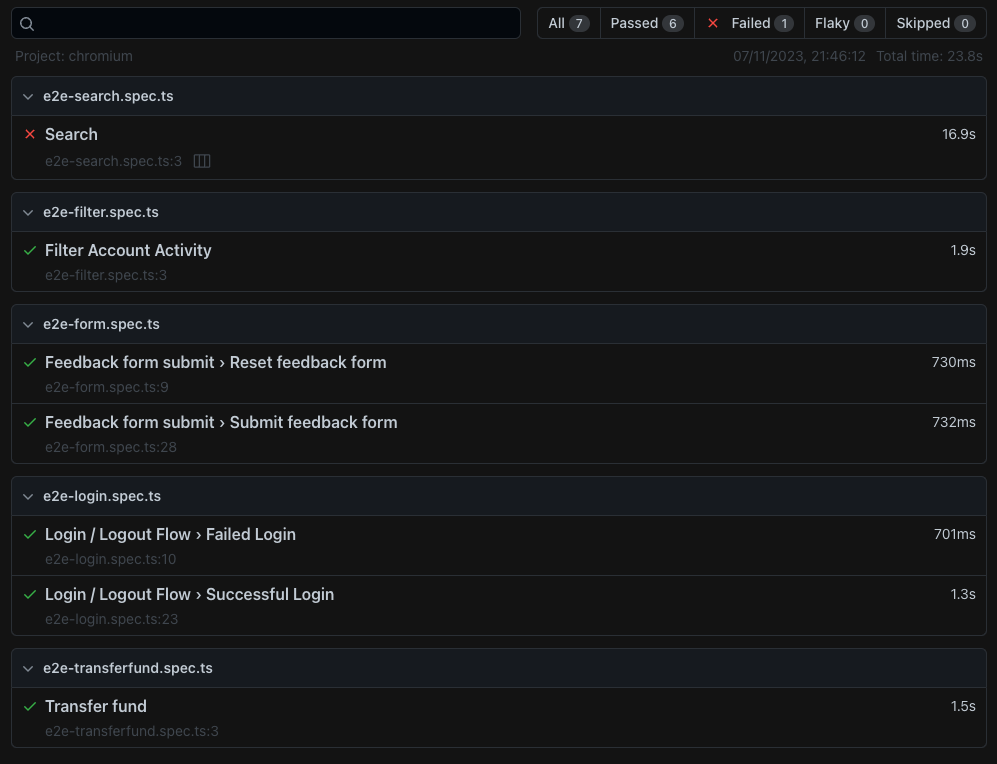 All 7 Passed 6 Failed 1 Flaky 0 Skipped 0
Project: chromium 07/11/2023, 21:46:12 Total time: 23.8s
e2e-search.spec.ts
Search 16.9s
e2e-search.spec.ts:3
e2e-filter.spec.ts
Filter Account Activity 1.9s
e2e-filter.spec.ts:3
e2e-form.spec.ts
Feedback form submit › Reset feedback form 730ms
e2e-form.spec.ts:9
Feedback form submit › Submit feedback form 732ms
e2e-form.spec.ts:28
e2e-login.spec.ts
Login / Logout Flow › Failed Login 701ms
e2e-login.spec.ts:10
Login / Logout Flow › Successful Login 1.3s
e2e-login.spec.ts:23
e2e-transferfund.spec.ts
Transfer fund 1.5s
e2e-transferfund.spec.ts:3